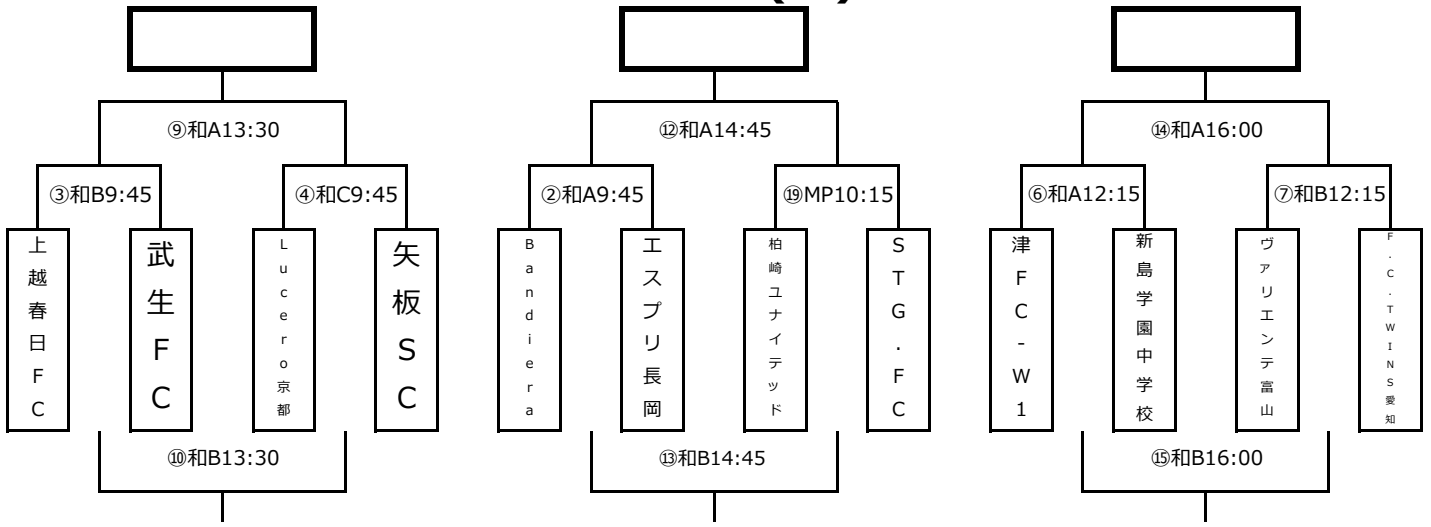 ⑨和A13:30
⑫和A14:45
⑭和A16:00
③和B9:45
④和C9:45
②和A9:45
⑲MP10:15
⑥和A12:15
⑦和B12:15
上越春日FC
武生FC
Lucero京都
矢板SC
Bandiera
エスプリ長岡
柏崎ユナイテッド
STG.FC
津FC-W1
新島学園中学校
ヴァリエンテ富山
F.C.TWINS愛知
⑩和B13:30
⑬和B14:45
⑮和B16:00